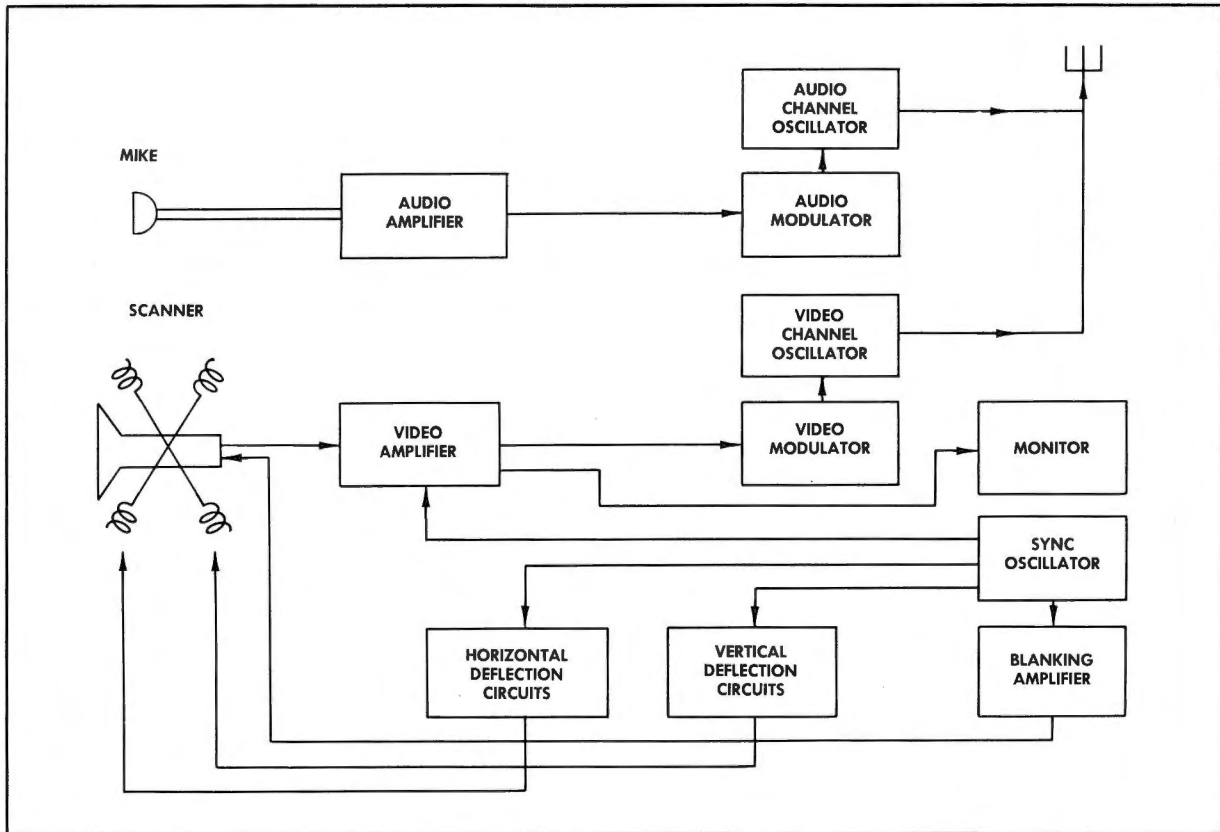 AUDIO
CHANNEL
OSCILLATOR
MIKE
AUDIO
AMPLIFIER
AUDIO
MODULATOR
SCANNER
VIDEO
CHANNEL
OSCILLATOR
VIDEO
AMPLIFIER
VIDEO
MODULATOR
MONITOR
SYNC
OSCILLATOR
HORIZONTAL
DEFLECTION
CIRCUITS
VERTICAL
DEFLECTION
CIRCUITS
BLANKING
AMPLIFIER